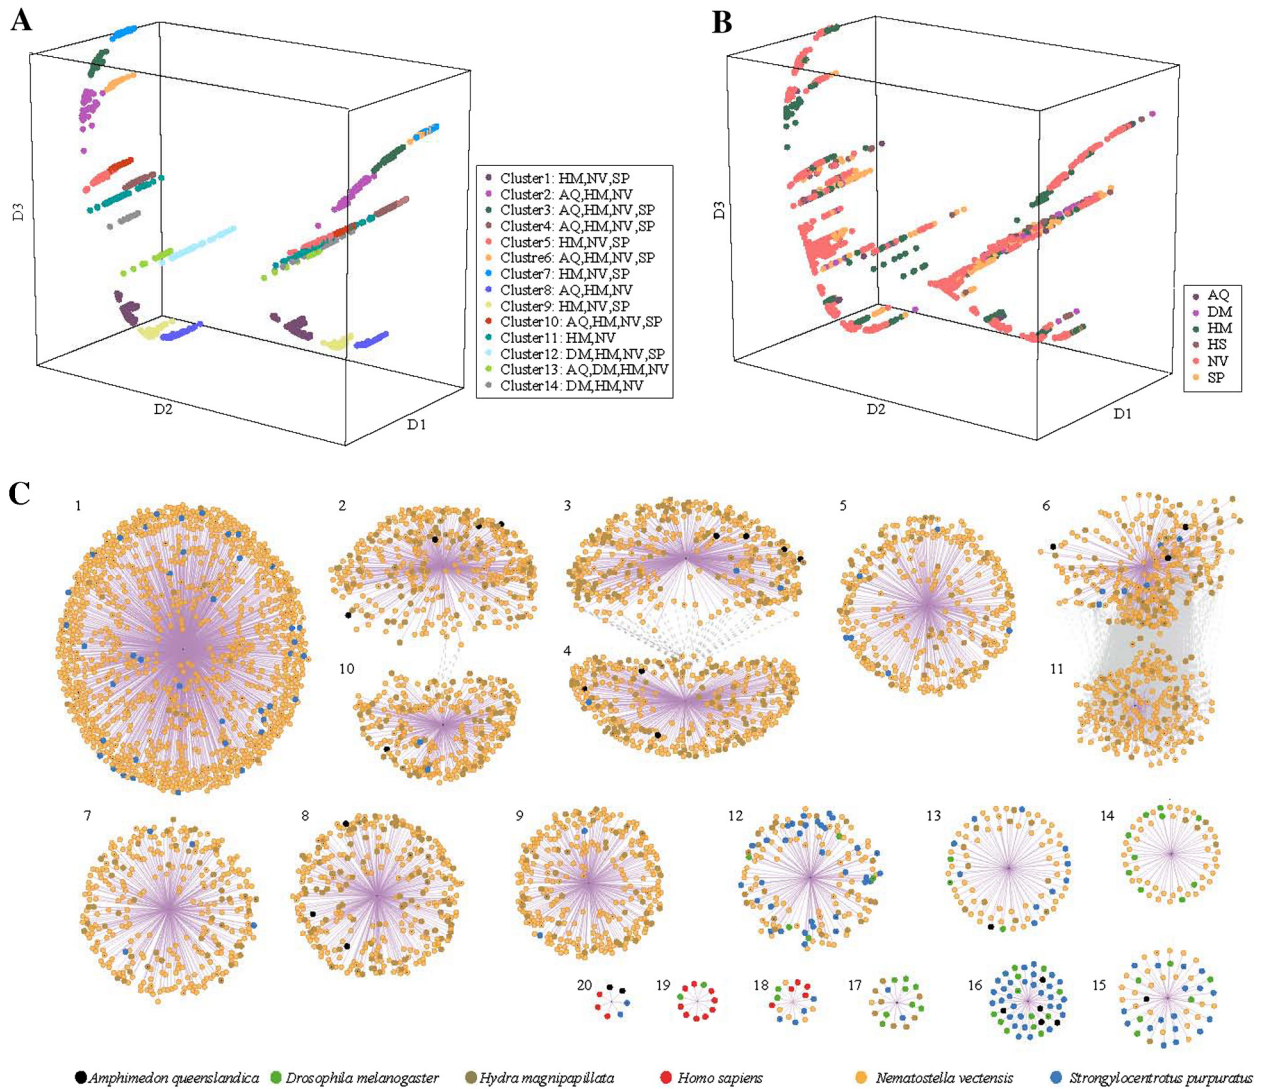 A
B
D3
D2
D1
Cluster1: HM,NV,SP
Cluster2: AQ,HM,NV
Cluster3: AQ,HM,NV,SP
Cluster4: AQ,HM,NV,SP
Cluster5: HM,NV,SP
Clustre6: AQ,HM,NV,SP
Cluster7: HM,NV,SP
Cluster8: AQ,HM,NV
Cluster9: HM,NV,SP
Cluster10: AQ,HM,NV,SP
Cluster11: HM,NV
Cluster12: DM,HM,NV,SP
Cluster13: AQ,DM,HM,NV
Cluster14: DM,HM,NV
D3
D2
D1
AQ
DM
HM
HS
NV
SP
C
1
2
3
5
6
10
4
11
7
8
9
12
13
14
20
19
18
17
16
15
Amphimedon queenslandica
Drosophila melanogaster
Hydra magnipapillata
Homo sapiens
Nematostella vectensis
Strongylocentrotus purpuratus